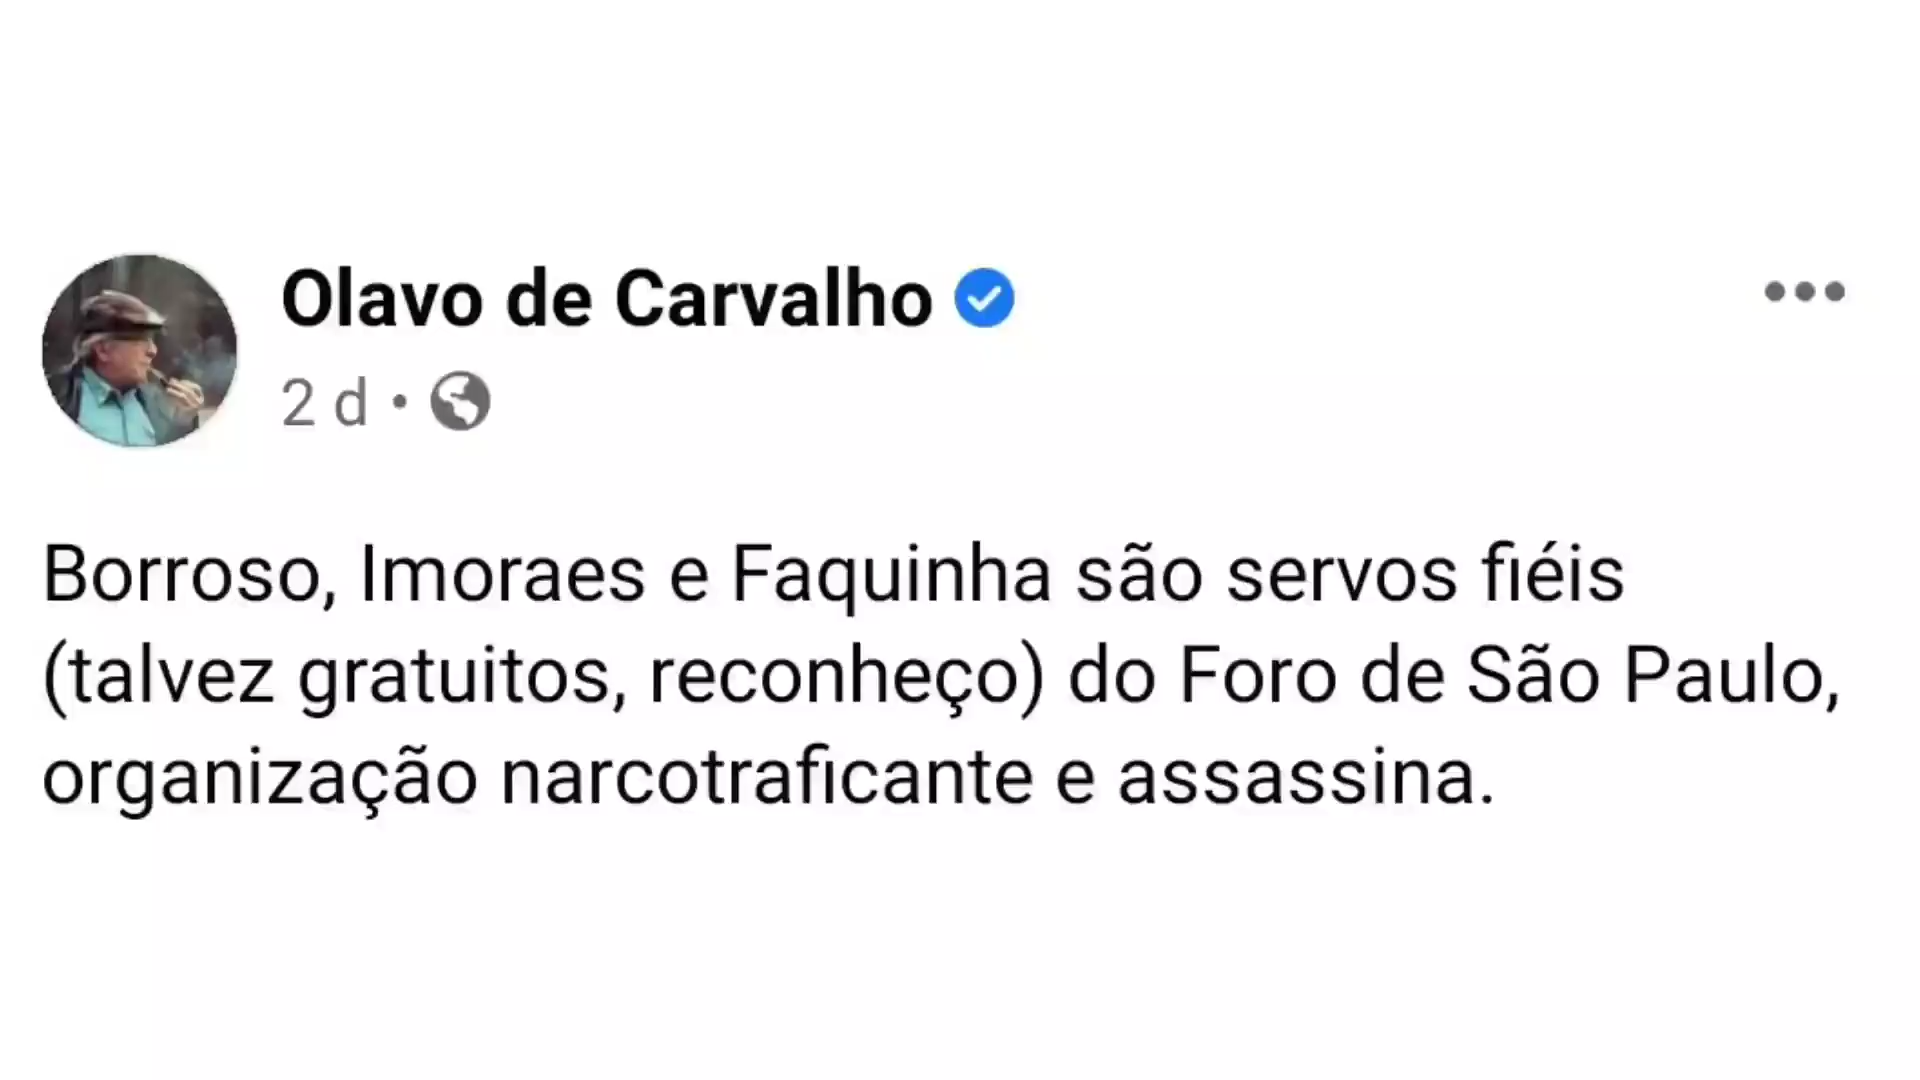 Olavo de Carvalho
2 d •
Borroso, Imoraes e Faquinha são servos fiéis
(talvez gratuitos, reconheço) do Foro de São Paulo,
organização narcotraficante e assassina.